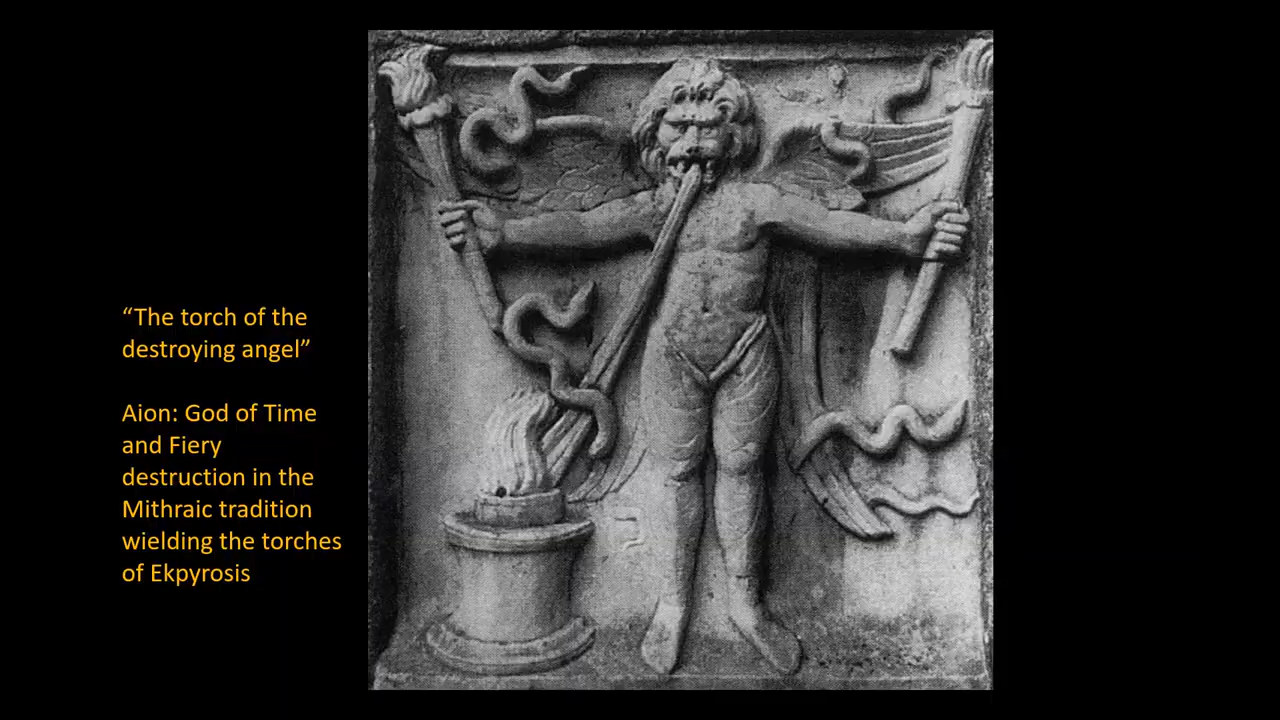 “The torch of the
destroying angel”
Aion: God of Time
and Fiery
destruction in the
Mithraic tradition
wielding the torches
of Ekpyrosis